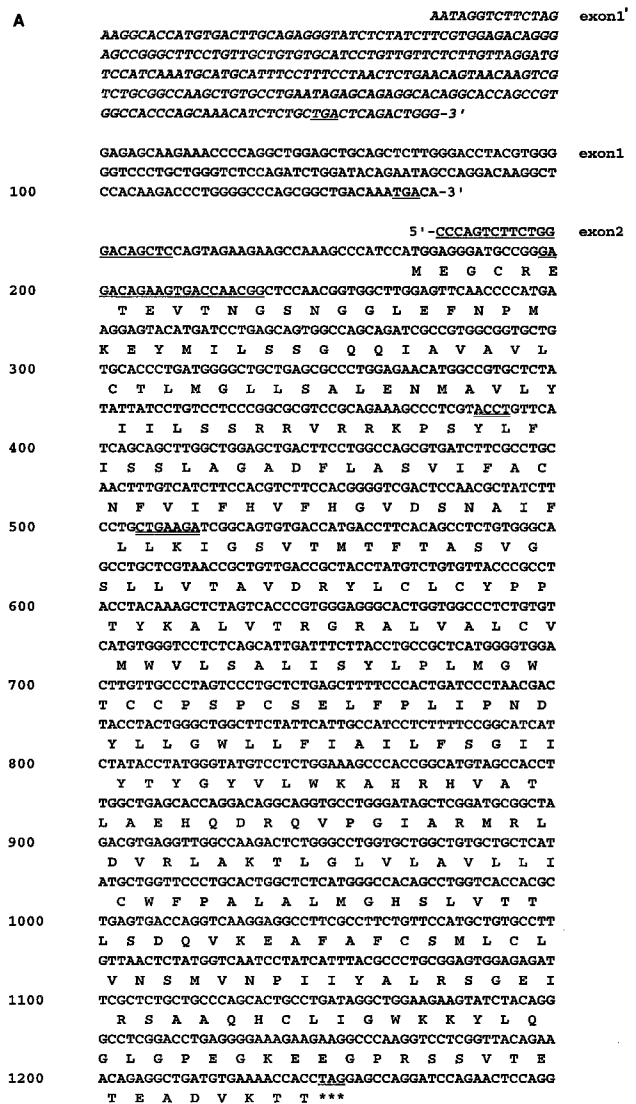 A
AATAGGTCTTCTAG exon1'
AAGGCACCATGTGACTTGCAGAGGGTATCTCTATCTTCGTGGAGACAGGG
AGCCGGGCTTCCTGTTGCTGTGTGCATCCTGTTGTTCTCTTGTTAGGATG
TCCATCAAATGCATGCATTTCCTTTCCTAACTCTGAACAGTAACAAGTCG
TCTGCGGCCAAGCTGTGCCTGAATAGAGCAGAGGCACAGGCACCAGCCGT
GGCCACCCAGCAAACATCTCTGCTGACTCAGACTGGG-3'
GAGAGCAAGAAACCCCAGGCTGGAGCTGCAGCTCTTGGGACCTACGTGGG exon1
GGTCCCTGCTGGGTCTCCAGATCTGGATACAGAATAGCCAGGACAAGGCT
100 CCACAAGACCCTGGGGCCCAGCGGCTGACAAATGACA-3'
5'-CCCAGTCTTCTGG exon2
GACAGCTCCAGTAGAAGAAGCCAAAGCCCATCCATGGAGGGATGCCGGGA
M E G C R E
200 GACAGAAGTGACCAACGGCTCCAACGGTGGCTTGGAGTTCAACCCCATGA
T E V T N G S N G G L E F N P M
AGGAGTACATGATCCTGAGCAGTGGCCAGCAGATCGCCGTGGCGGTGCTG
K E Y M I L S S G Q Q I A V A V L
300 TGCACCCTGATGGGGCTGCTGAGCGCCCTGGAGAACATGGCCGTGCTCTA
C T L M G L L S A L E N M A V L Y
TATTATCCTGTCCTCCCGGCGCGTCCGCAGAAAGCCCTCGTACCTGTTCA
I I L S S R R V R R K P S Y L F
400 TCAGCAGCTTGGCTGGAGCTGACTTCCTGGCCAGCGTGATCTTCGCCTGC
I S S L A G A D F L A S V I F A C
AACTTTGTCATCTTCCACGTCTTCCACGGGGTCGACTCCAACGCTATCTT
N F V I F H V F H G V D S N A I F
500 CCTGCTGAAGATCGGCAGTGTGACCATGACCTTCACAGCCTCTGTGGGCA
L L K I G S V T M T F T A S V G
GCCTGCTCGTAACCGCTGTTGACCGCTACCTATGTCTGTGTTACCCGCCT
S L L V T A V D R Y L C L C Y P P
600 ACCTACAAAGCTCTAGTCACCCGTGGGAGGGCACTGGTGGCCCTCTGTGT
T Y K A L V T R G R A L V A L C V
CATGTGGGTCCTCTCAGCATTGATTTCTTACCTGCCGCTCATGGGGTGGA
M W V L S A L I S Y L P L M G W
700 CTTGTTGCCCTAGTCCCTGCTCTGAGCTTTTCCCACTGATCCCTAACGAC
T C C P S P C S E L F P L I P N D
TACCTACTGGGCTGGCTTCTATTCATTGCCATCCTCTTTTCCGGCATCAT
Y L L G W L L F I A I L F S G I I
800 CTATACCTATGGGTATGTCCTCTGGAAAGCCCACCGGCATGTAGCCACCT
Y T Y G Y V L W K A H R H V A T
TGGCTGAGCACCAGGACAGGCAGGTGCCTGGGATAGCTCGGATGCGGCTA
L A E H Q D R Q V P G I A R M R L
900 GACGTGAGGTTGGCCAAGACTCTGGGCCTGGTGCTGGCTGTGCTGCTCAT
D V R L A K T L G L V L A V L L I
ATGCTGGTTCCCTGCACTGGCTCTCATGGGCCACAGCCTGGTCACCACGC
C W F P A L A L M G H S L V T T
1000 TGAGTGACCAGGTCAAGGAGGCCTTCGCCTTCTGTTCCATGCTGTGCCTT
L S D Q V K E A F A F C S M L C L
GTTAACTCTATGGTCAATCCTATCATTTACGCCCTGCGGAGTGGAGAGAT
V N S M V N P I I Y A L R S G E I
1100 TCGCTCTGCTGCCCAGCACTGCCTGATAGGCTGGAAGAAGTATCTACAGG
R S A A Q H C L I G W K K Y L Q
GCCTCGGACCTGAGGGGAAAGAAGAAGGCCCAAGGTCCTCGGTTACAGAA
G L G P E G K E E G P R S S V T E
1200 ACAGAGGCTGATGTGAAAACCACCTAGGAGCCAGGATCCAGAACTCCAGG
T E A D V K T T ***